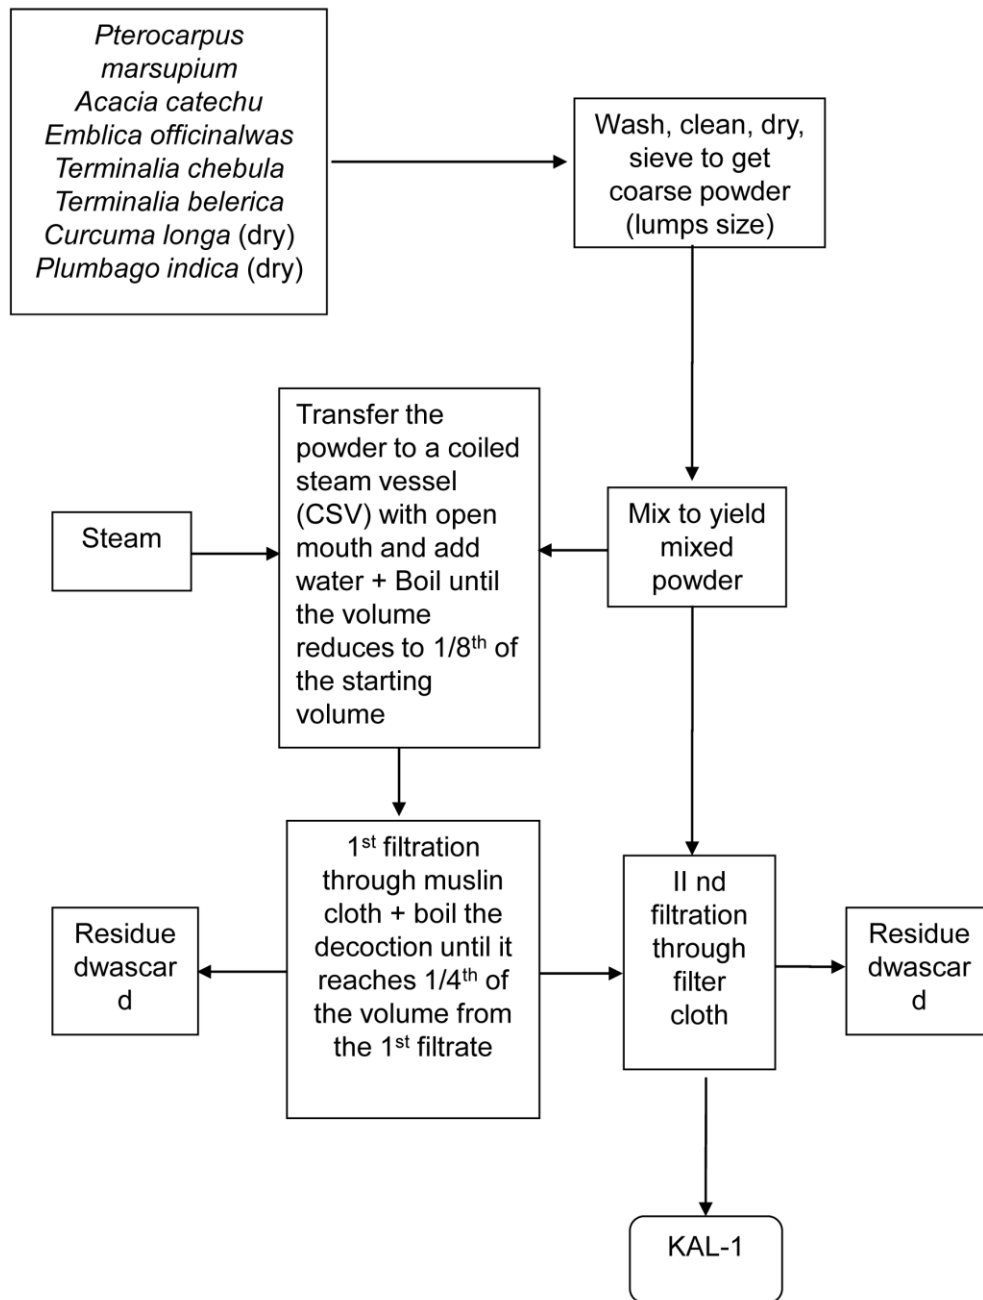 Pterocarpus
marsupium
Acacia catechu
Emblica officinalwas
Terminalia chebula
Terminalia belerica
Curcuma longa (dry)
Plumbago indica (dry)
Wash, clean, dry,
sieve to get
coarse powder
(lumps size)
Transfer the
powder to a coiled
steam vessel
(CSV) with open
mouth and add
water + Boil until
the volume
reduces to 1/8th of
the starting
volume
Steam
Mix to yield
mixed
powder
1st filtration
through muslin
cloth + boil the
decoction until it
reaches 1/4th of
the volume from
the 1st filtrate
Residue
dwascar
d
II nd
filtration
through
filter
cloth
Residue
dwascar
d
KAL-1